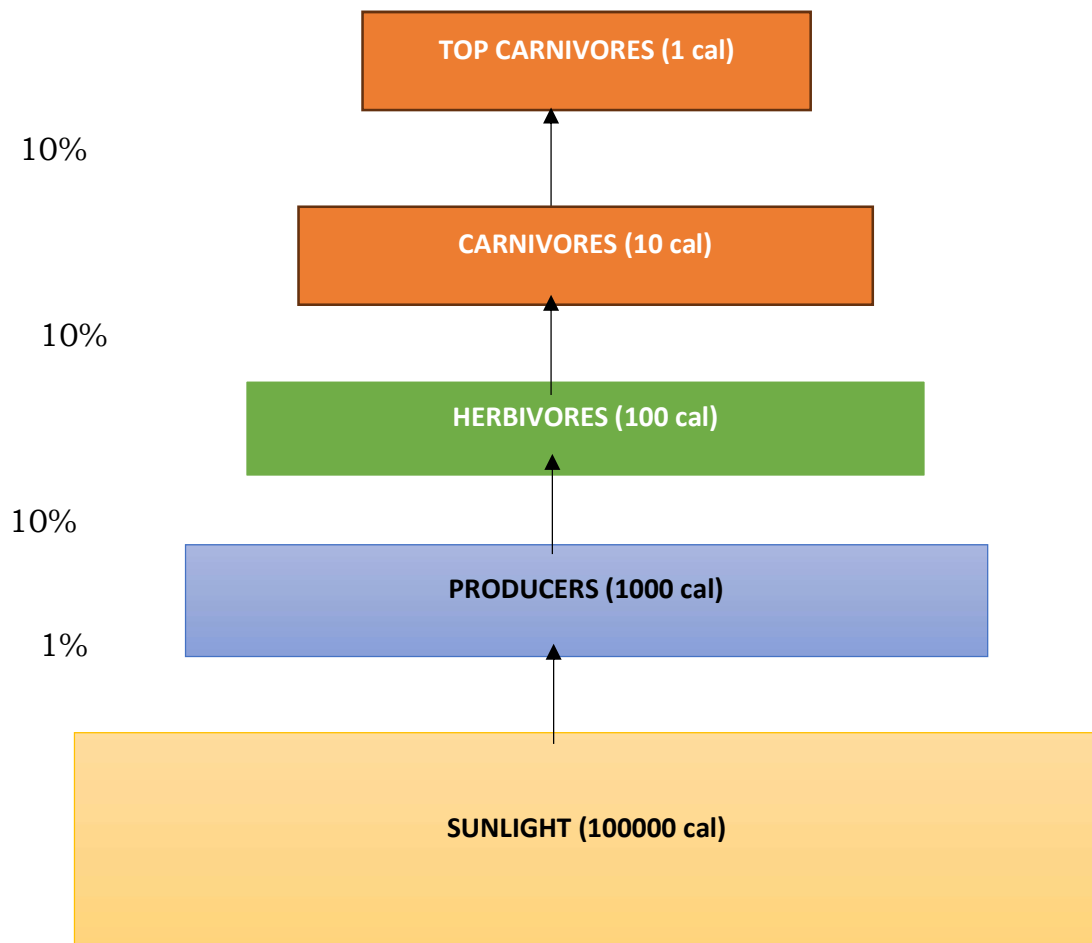 TOP CARNIVORES (1 cal)
10%
CARNIVORES (10 cal)
10%
HERBIVORES (100 cal)
10%
PRODUCERS (1000 cal)
1%
SUNLIGHT (100000 cal)